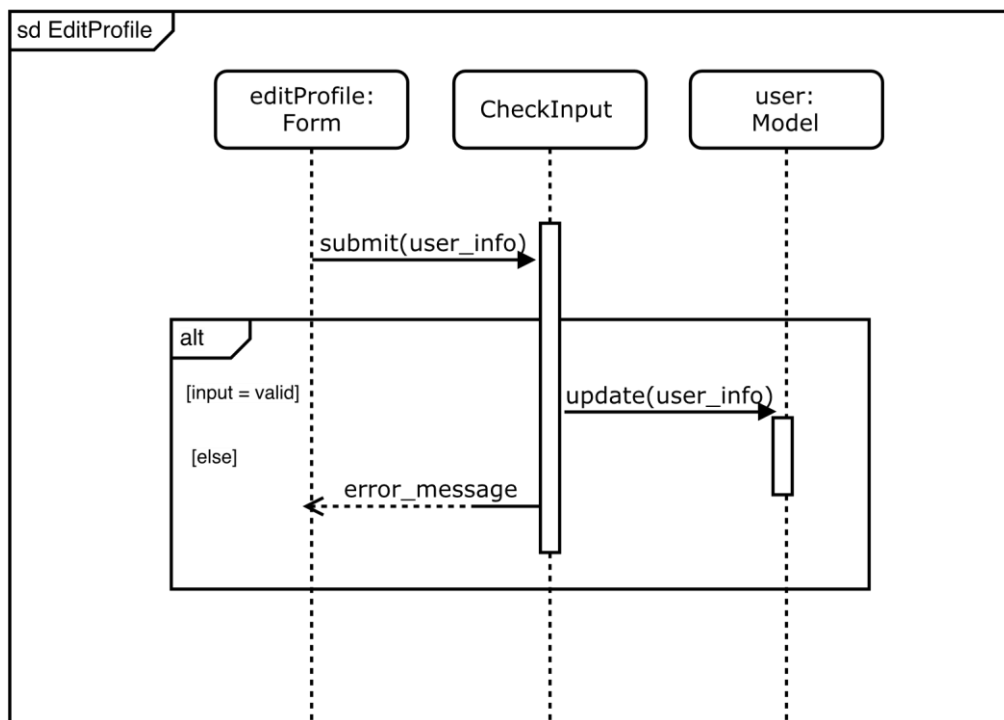 sd EditProfile
editProfile:
Form
CheckInput
user:
Model
submit(user_info)
alt
[input = valid]
update(user_info)
[else]
error_message